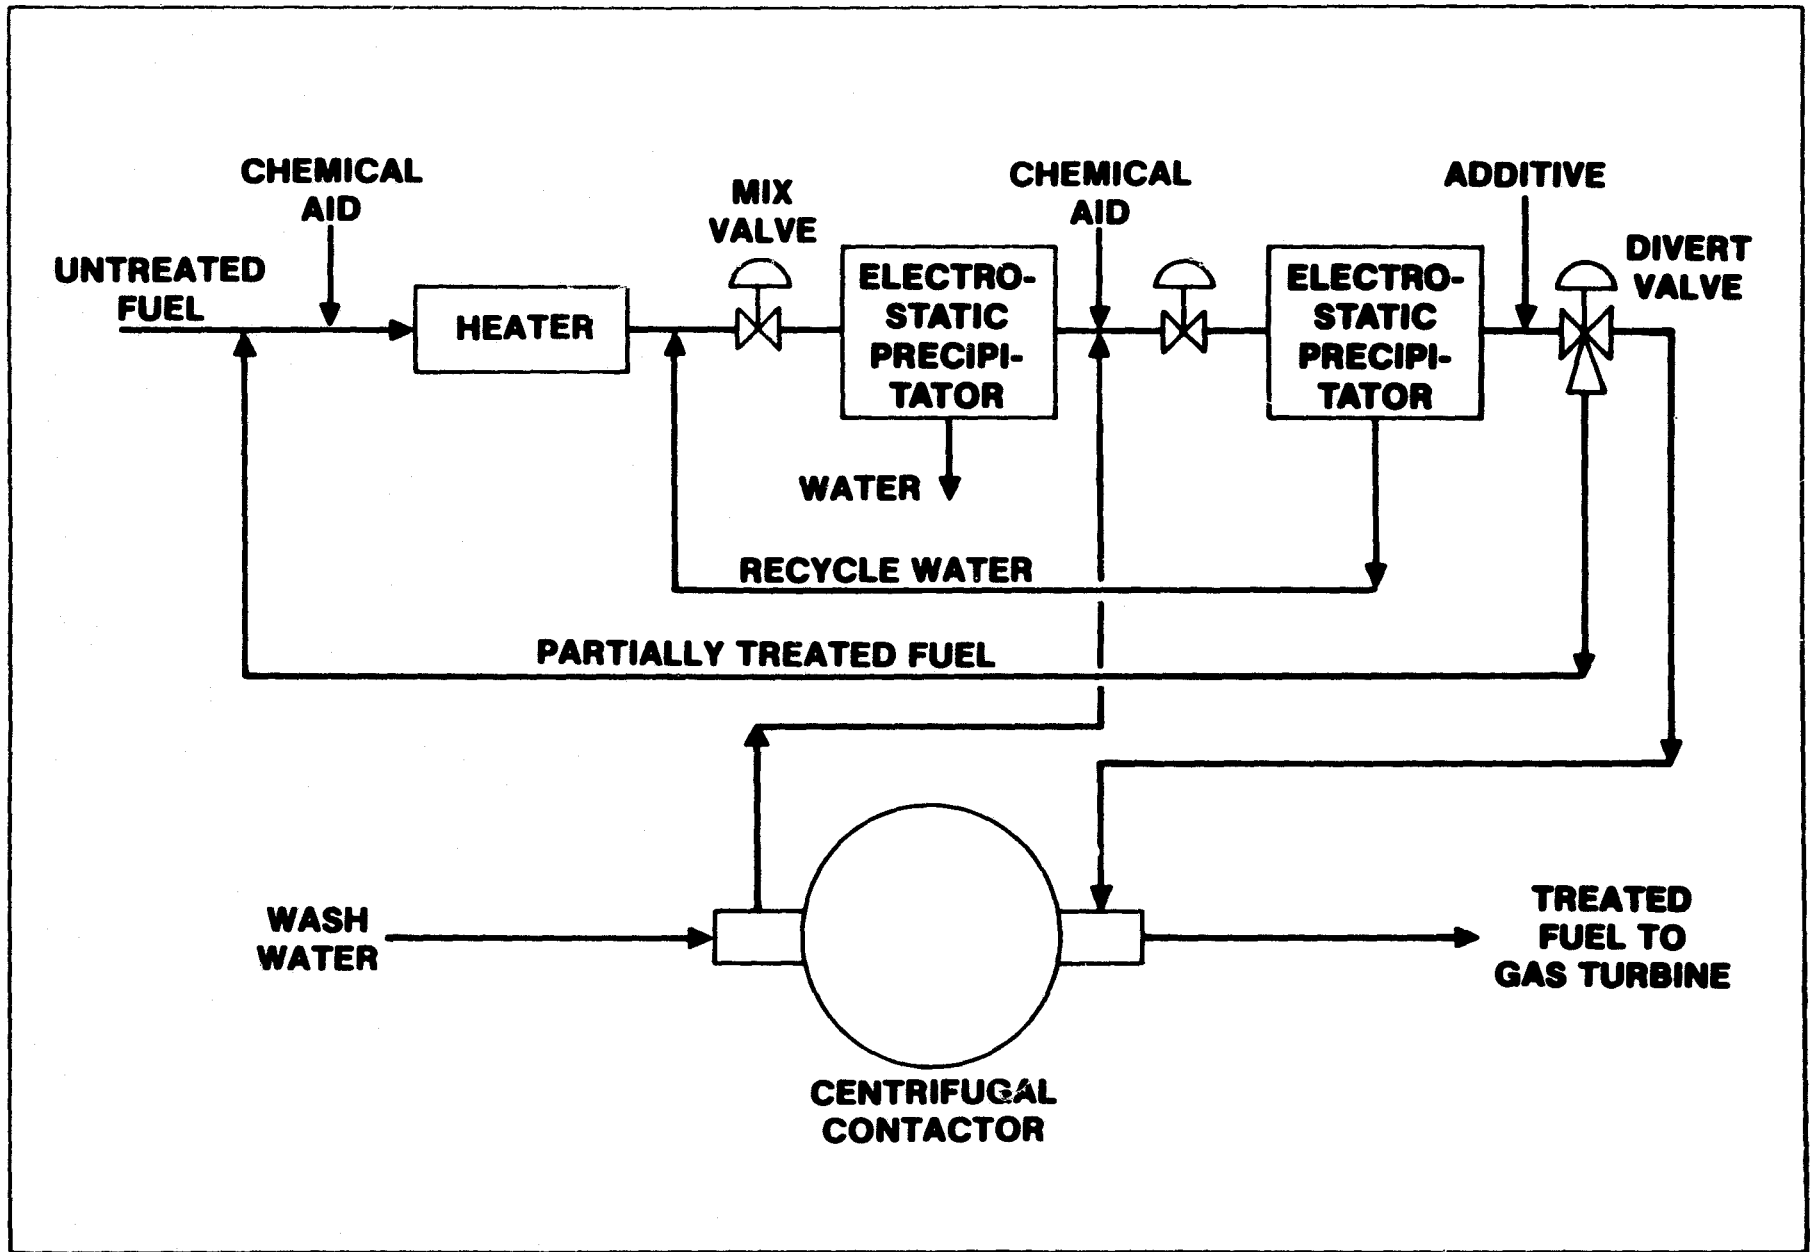 CHEMICAL
AID
MIX
VALVE
CHEMICAL
AID
ADDITIVE
DIVERT
VALVE
UNTREATED
FUEL
HEATER
ELECTRO-
STATIC
PRECIPI-
TATOR
ELECTRO-
STATIC
PRECIPI-
TATOR
WATER
RECYCLE WATER
PARTIALLY TREATED FUEL
WASH
WATER
TREATED
FUEL TO
GAS TURBINE
CENTRIFUGAL
CONTACTOR